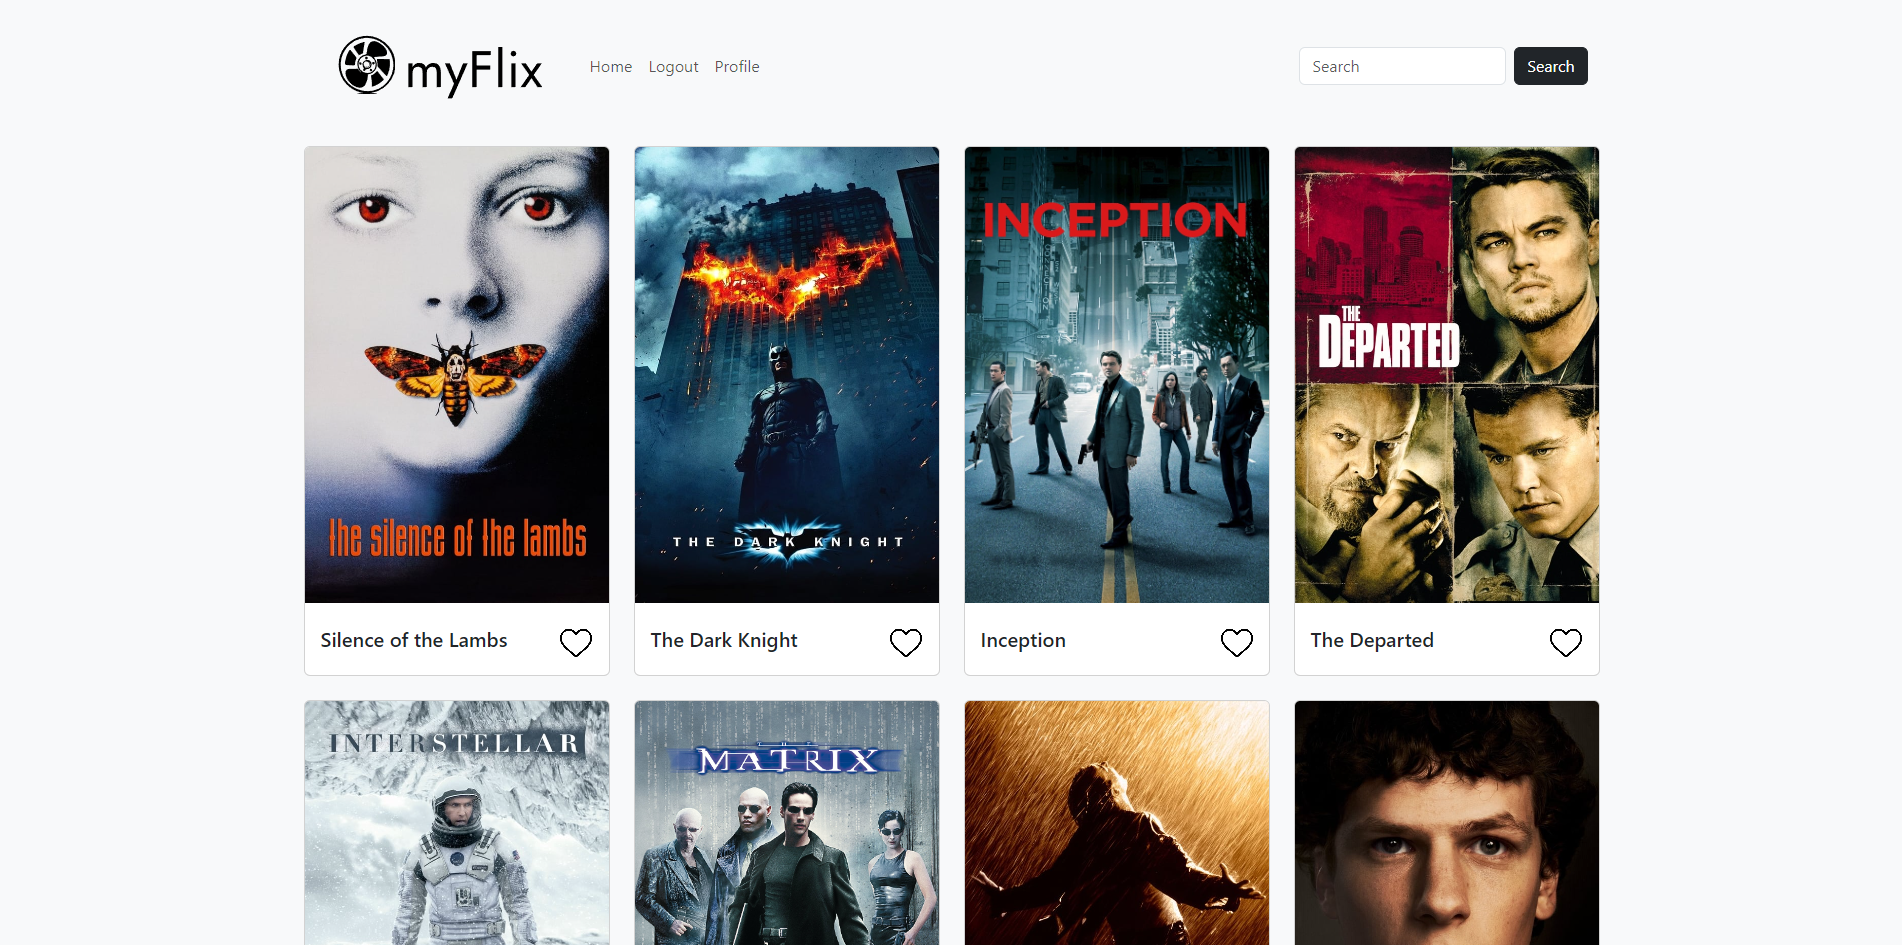 myFlix
Home Logout Profile
Search Search
the silence of the lambs
THE DARK KNIGHT
INCEPTION
THE
DEPARTED
Silence of the Lambs
The Dark Knight
Inception
The Departed
INTERSTELLAR
THE
MATRIX